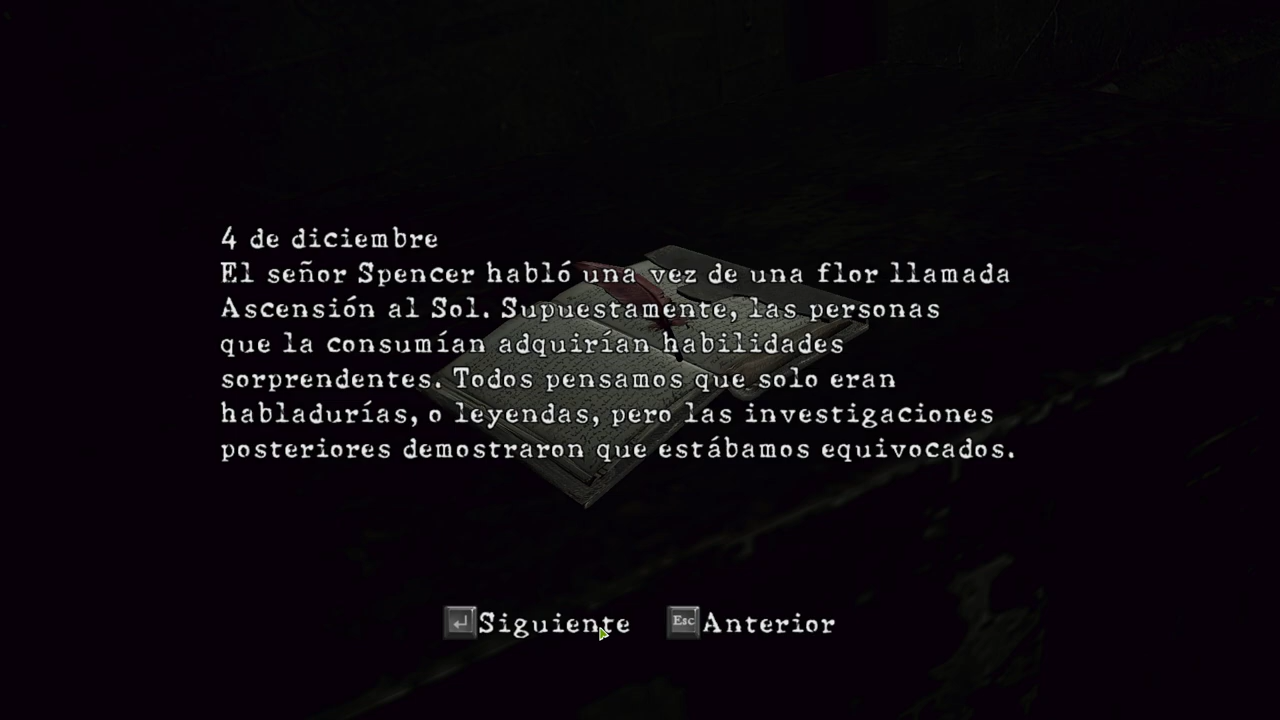 4 de diciembre
El señor Spencer habló una vez de una flor llamada
Ascensión al Sol. Supuestamente, las personas
que la consumían adquirían habilidades
sorprendentes. Todos pensamos que solo eran
habladurías, o leyendas, pero las investigaciones
posteriores demostraron que estábamos equivocados.
Siguiente Esc Anterior